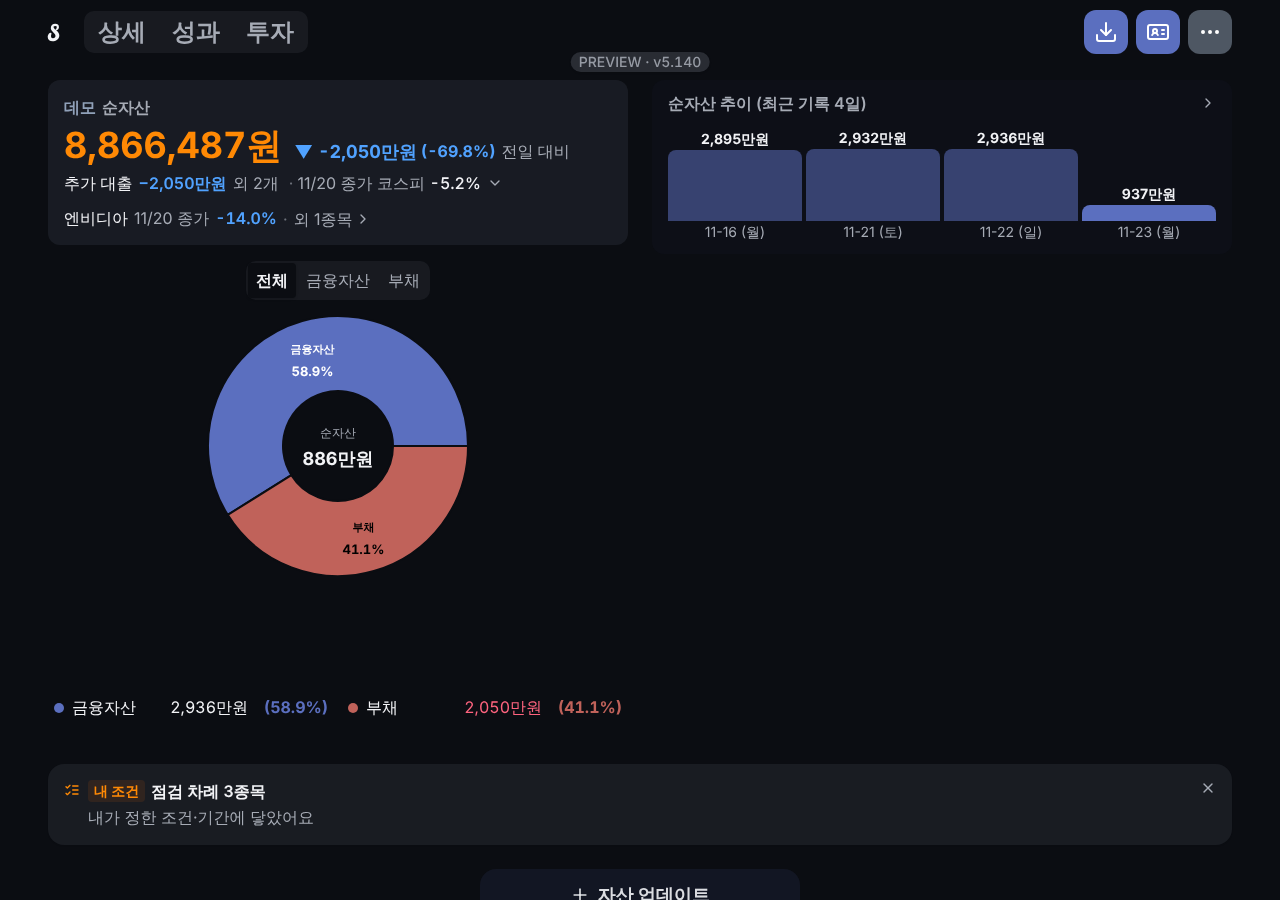 S
상세 성과 투자
PREVIEW · v5.140
데모 순자산
8,866,487원 ▼ -2,050만원 (-69.8%) 전일 대비
추가 대출 −2,050만원 외 2개 · 11/20 종가 코스피 -5.2%
엔비디아 11/20 종가 -14.0% · 외 1종목
순자산 추이 (최근 기록 4일)
2,895만원 2,932만원 2,936만원 937만원
11-16 (월) 11-21 (토) 11-22 (일) 11-23 (월)
전체 금융자산 부채
금융자산
58.9%
순자산
886만원
부채
41.1%
금융자산 2,936만원 (58.9%) 부채 2,050만원 (41.1%)
내 조건 점검 차례 3종목
내가 정한 조건·기간에 닿았어요
+ 자산 업데이트